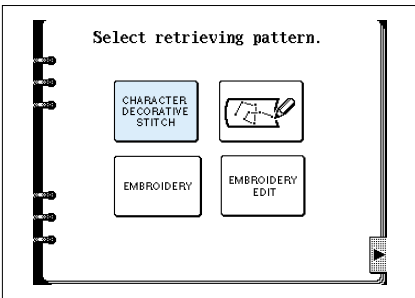 Select retrieving pattern.
CHARACTER
DECORATIVE
STITCH
EMBROIDERY
EMBROIDERY
EDIT